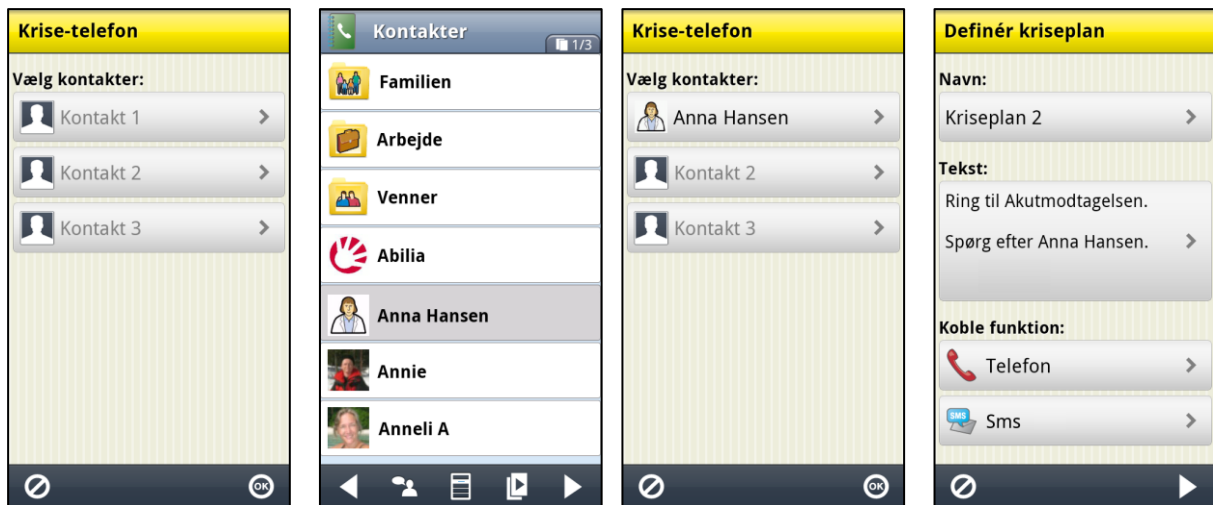 Krise-telefon
Vælg kontakter:
Kontakt 1
Kontakt 2
Kontakt 3
OK
Kontakter
1/3
Familien
Arbejde
Venner
Abilia
Anna Hansen
Annie
Anneli A
Krise-telefon
Vælg kontakter:
Anna Hansen
Kontakt 2
Kontakt 3
OK
Definér kriseplan
Navn:
Kriseplan 2
Tekst:
Ring til Akutmodtagelsen.
Spørg efter Anna Hansen.
Koble funktion:
Telefon
SMS
Sms